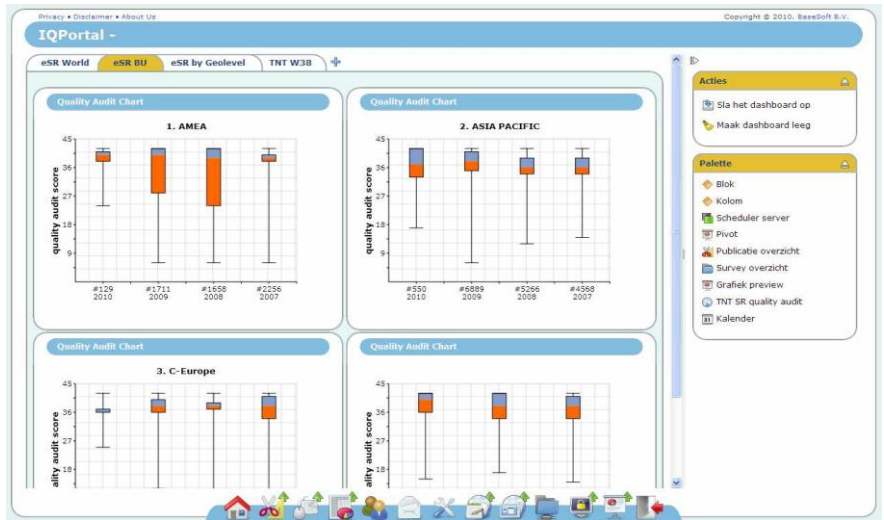 Privacy • Disclaimer • About Us
Copyright © 2010. BaseSoft B.V.
IQPortal -
eSR World eSR BU eSR by Geolevel TNT W38
Quality Audit Chart
1. AMEA
quality audit score
45
36
27
18
9
#129 #1711 #1658 #2256
2010 2009 2008 2007
Quality Audit Chart
2. ASIA PACIFIC
quality audit score
45
36
27
18
9
#550 #6889 #5266 #4568
2010 2009 2008 2007
Quality Audit Chart
3. C-Europe
ality audit score
45
36
27
18
Quality Audit Chart
ality audit score
45
36
27
18
Acties
Sla het dashboard op
Maak dashboard leeg
Palette
Blok
Kolom
Scheduler server
Pivot
Publicatie overzicht
Survey overzicht
Grafiek preview
TNT SR quality audit
31 Kalender